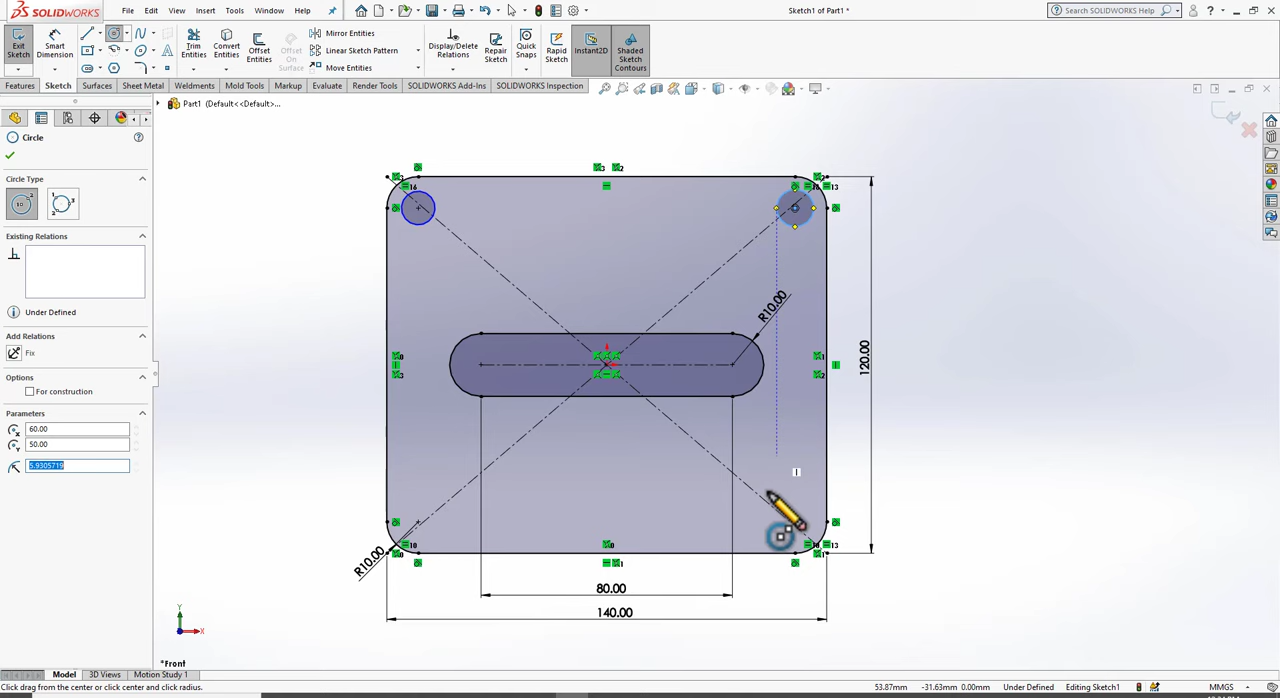 SOLIDWORKS
File Edit View Insert Tools Window Help
Sketch1 of Part1 *
Search SOLIDWORKS Help
Exit Sketch
Smart Dimension
Trim Entities
Convert Entities
Offset Entities
Offset On Surface
Mirror Entities
Linear Sketch Pattern
Move Entities
Display/Delete Relations
Repair Sketch
Quick Snaps
Rapid Sketch
Instant2D
Shaded Sketch Contours
Features Sketch Surfaces Sheet Metal Weldments Mold Tools Markup Evaluate Render Tools SOLIDWORKS Add-Ins SOLIDWORKS Inspection
Part1 (Default<<Default>...
Circle
Circle Type
Existing Relations
Under Defined
Add Relations
Fix
Options
For construction
Parameters
60.00
50.00
5.9305719
R10.00
120.00
R10.00
80.00
140.00
Y
X
*Front
Model 3D Views Motion Study 1
Click drag from the center or click center and click radius.
53.87mm -31.63mm 0.00mm Under Defined Editing Sketch1 MMGS